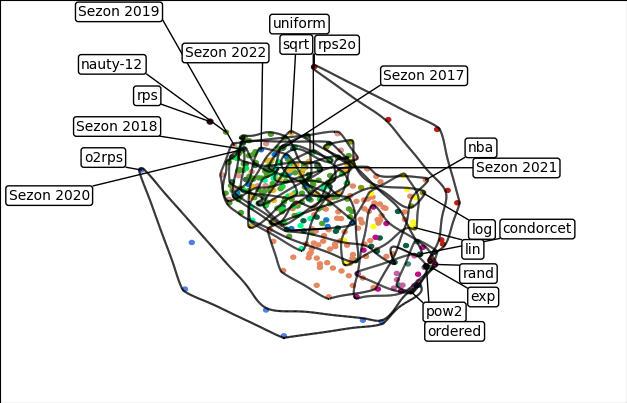 Sezon 2019
uniform
sqrt
rps2o
Sezon 2022
nauty-12
Sezon 2017
rps
Sezon 2018
nba
o2rps
Sezon 2021
Sezon 2020
log
condorcet
lin
rand
exp
pow2
ordered